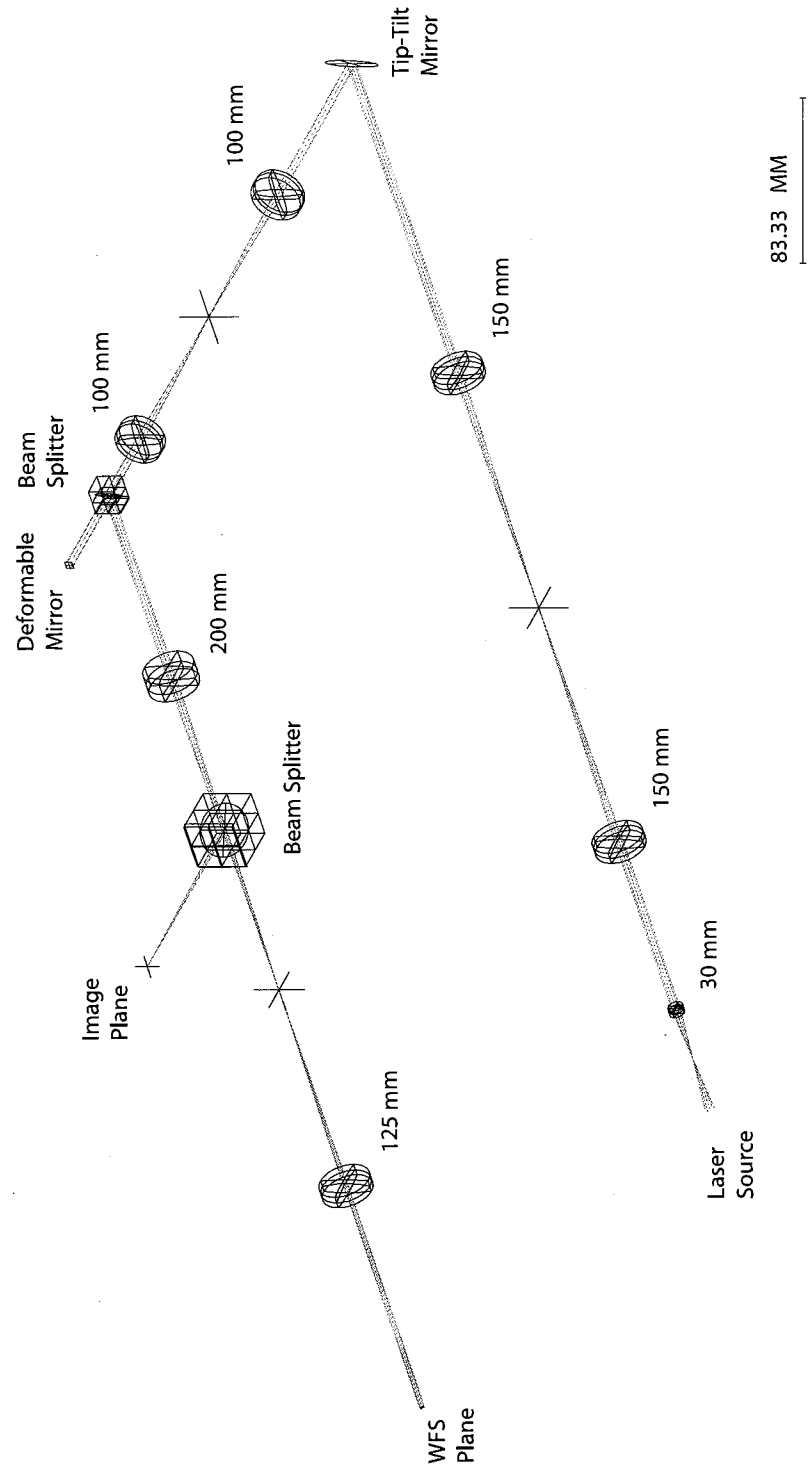 Tip-Tilt
Mirror
100 mm
100 mm
Beam
Splitter
Deformable
Mirror
200 mm
150 mm
Beam Splitter
Image
Plane
150 mm
30 mm
125 mm
Laser
Source
WFS
Plane
83.33 MM